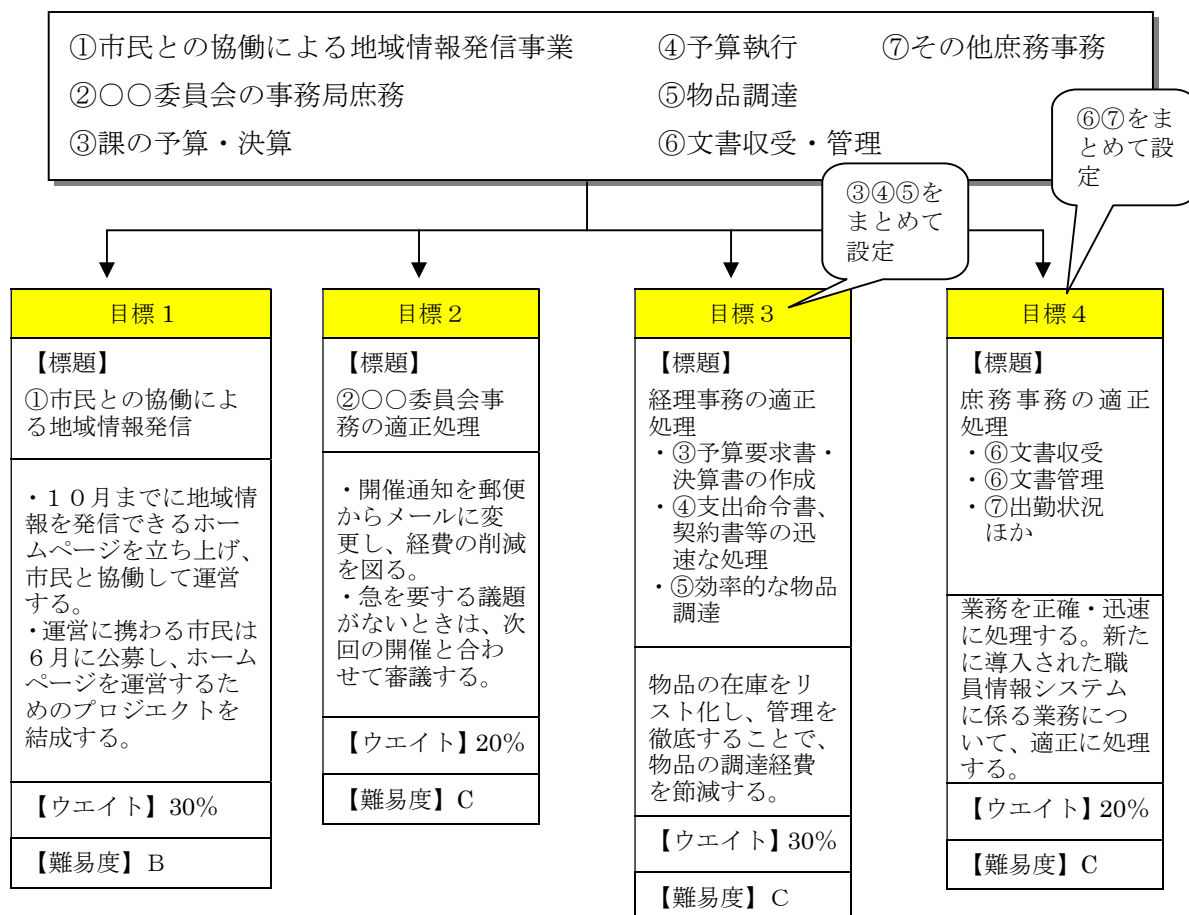 ①市民との協働による地域情報発信事業
④予算執行
⑦その他庶務事務
②○○委員会の事務局庶務
⑤物品調達
③課の予算・決算
⑥文書収受・管理
⑥⑦をま
とめて設
定
③④⑤を
まとめて
設定
目標1
【標題】
①市民との協働によ
る地域情報発信
・10月までに地域情
報を発信できるホー
ムページを立ち上げ、
市民と協働して運営
する。
・運営に携わる市民は
6月に公募し、ホーム
ページを運営するた
めのプロジェクトを
結成する。
【ウエイト】30%
【難易度】B
目標2
【標題】
②○○委員会事
務の適正処理
・開催通知を郵便
からメールに変
更し、経費の削減
を図る。
・急を要する議題
がないときは、次
回の開催と合わ
せて審議する。
【ウエイト】20%
【難易度】C
目標3
【標題】
経理事務の適正
処理
・③予算要求書・
決算書の作成
・④支出命令書、
契約書等の迅
速な処理
・⑤効率的な物品
調達
物品の在庫をリ
スト化し、管理を
徹底することで、
物品の調達経費
を節減する。
【ウエイト】30%
【難易度】C
目標4
【標題】
庶務事務の適正
処理
・⑥文書収受
・⑥文書管理
・⑦出勤状況
ほか
業務を正確・迅速
に処理する。新た
に導入された職
員情報システム
に係る業務につ
いて、適正に処理
する。
【ウエイト】20%
【難易度】C